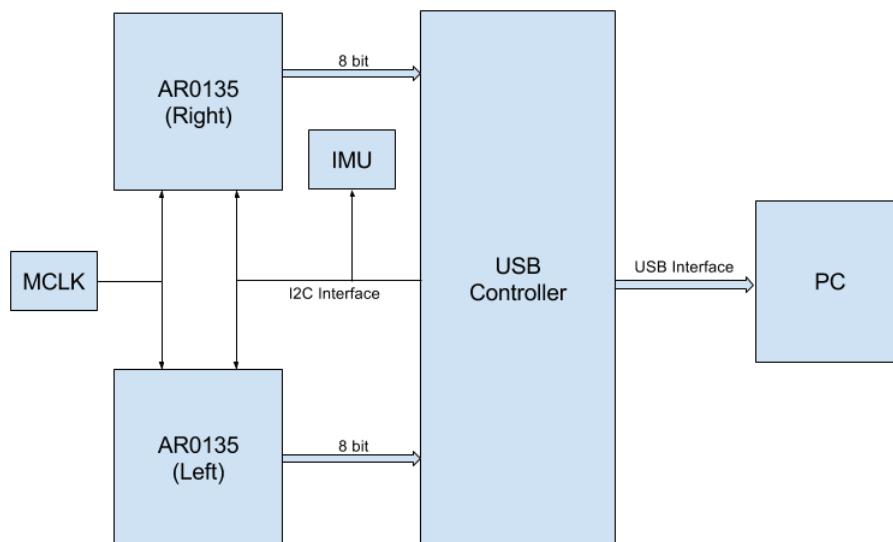 AR0135
(Right)
8 bit
IMU
MCLK
I2C Interface
USB
Controller
USB Interface
PC
AR0135
(Left)
8 bit